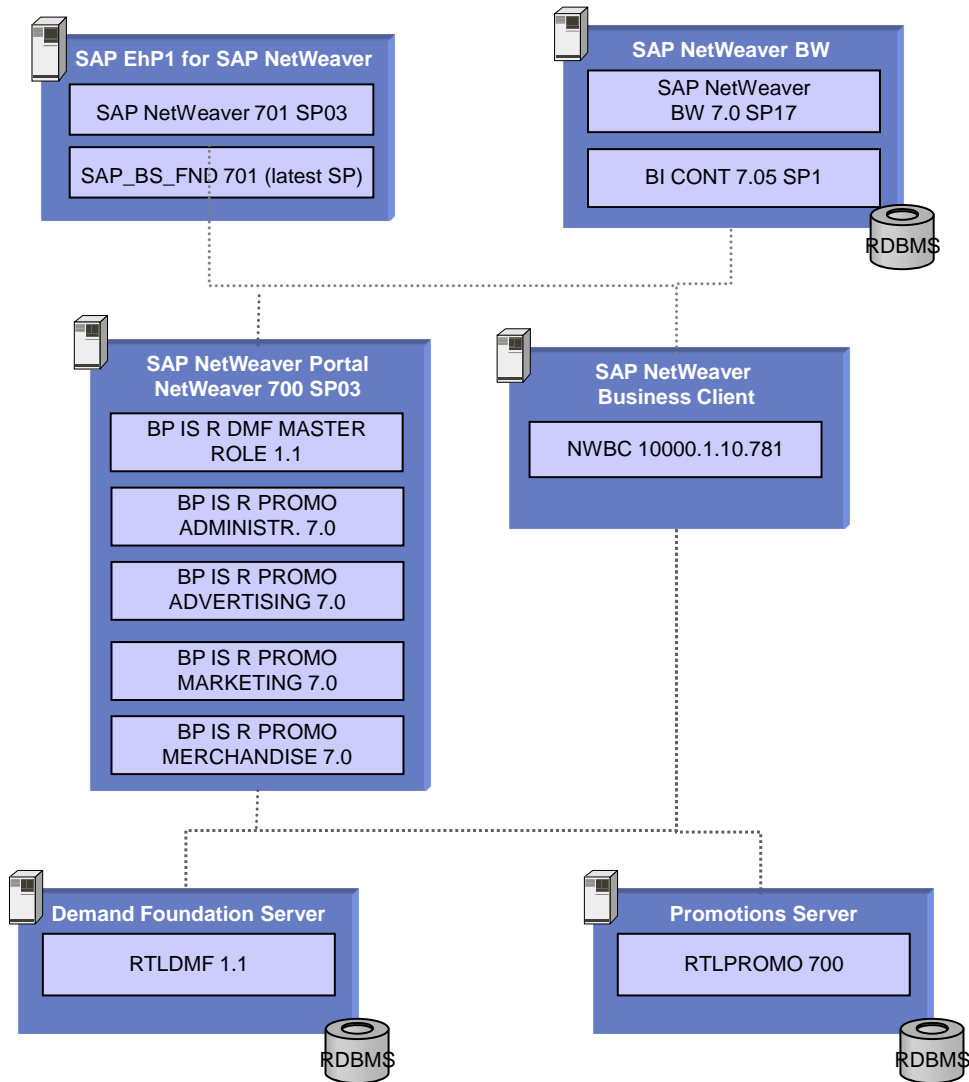 SAP EhP1 for SAP NetWeaver
SAP NetWeaver 701 SP03
SAP_BS_FND 701 (latest SP)
SAP NetWeaver BW
SAP NetWeaver
BW 7.0 SP17
BI CONT 7.05 SP1
RDBMS
SAP NetWeaver Portal
NetWeaver 700 SP03
BP IS R DMF MASTER
ROLE 1.1
BP IS R PROMO
ADMINISTR. 7.0
BP IS R PROMO
ADVERTISING 7.0
BP IS R PROMO
MARKETING 7.0
BP IS R PROMO
MERCHANDISE 7.0
SAP NetWeaver
Business Client
NWBC 10000.1.10.781
Demand Foundation Server
RTLDMF 1.1
RDBMS
Promotions Server
RTLPROMO 700
RDBMS